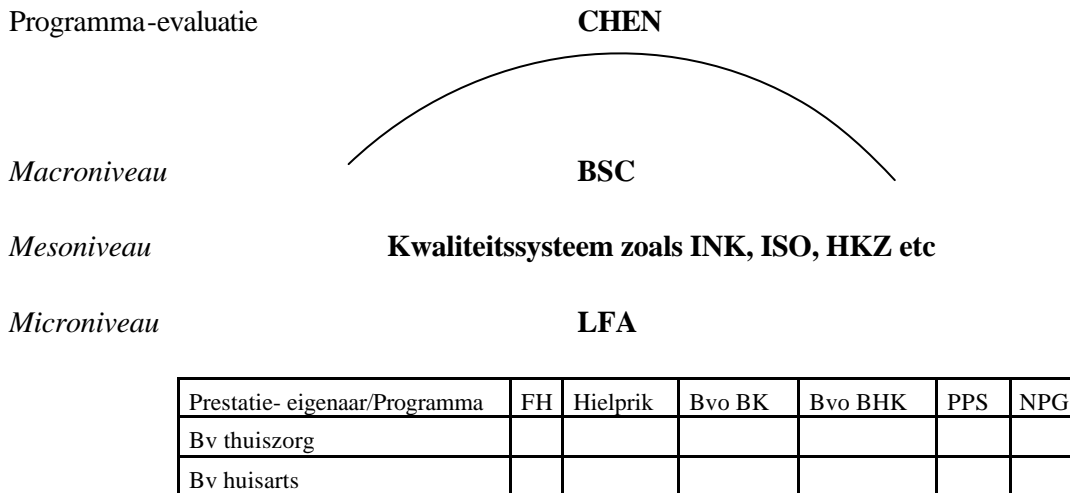 Programma-evaluatie CHEN
Macroniveau BSC
Mesoniveau Kwaliteitssysteem zoals INK, ISO, HKZ etc
Microniveau LFA
Prestatie- eigenaar/Programma FH Hielprik Bvo BK Bvo BHK PPS NPG
Bv thuiszorg
Bv huisarts